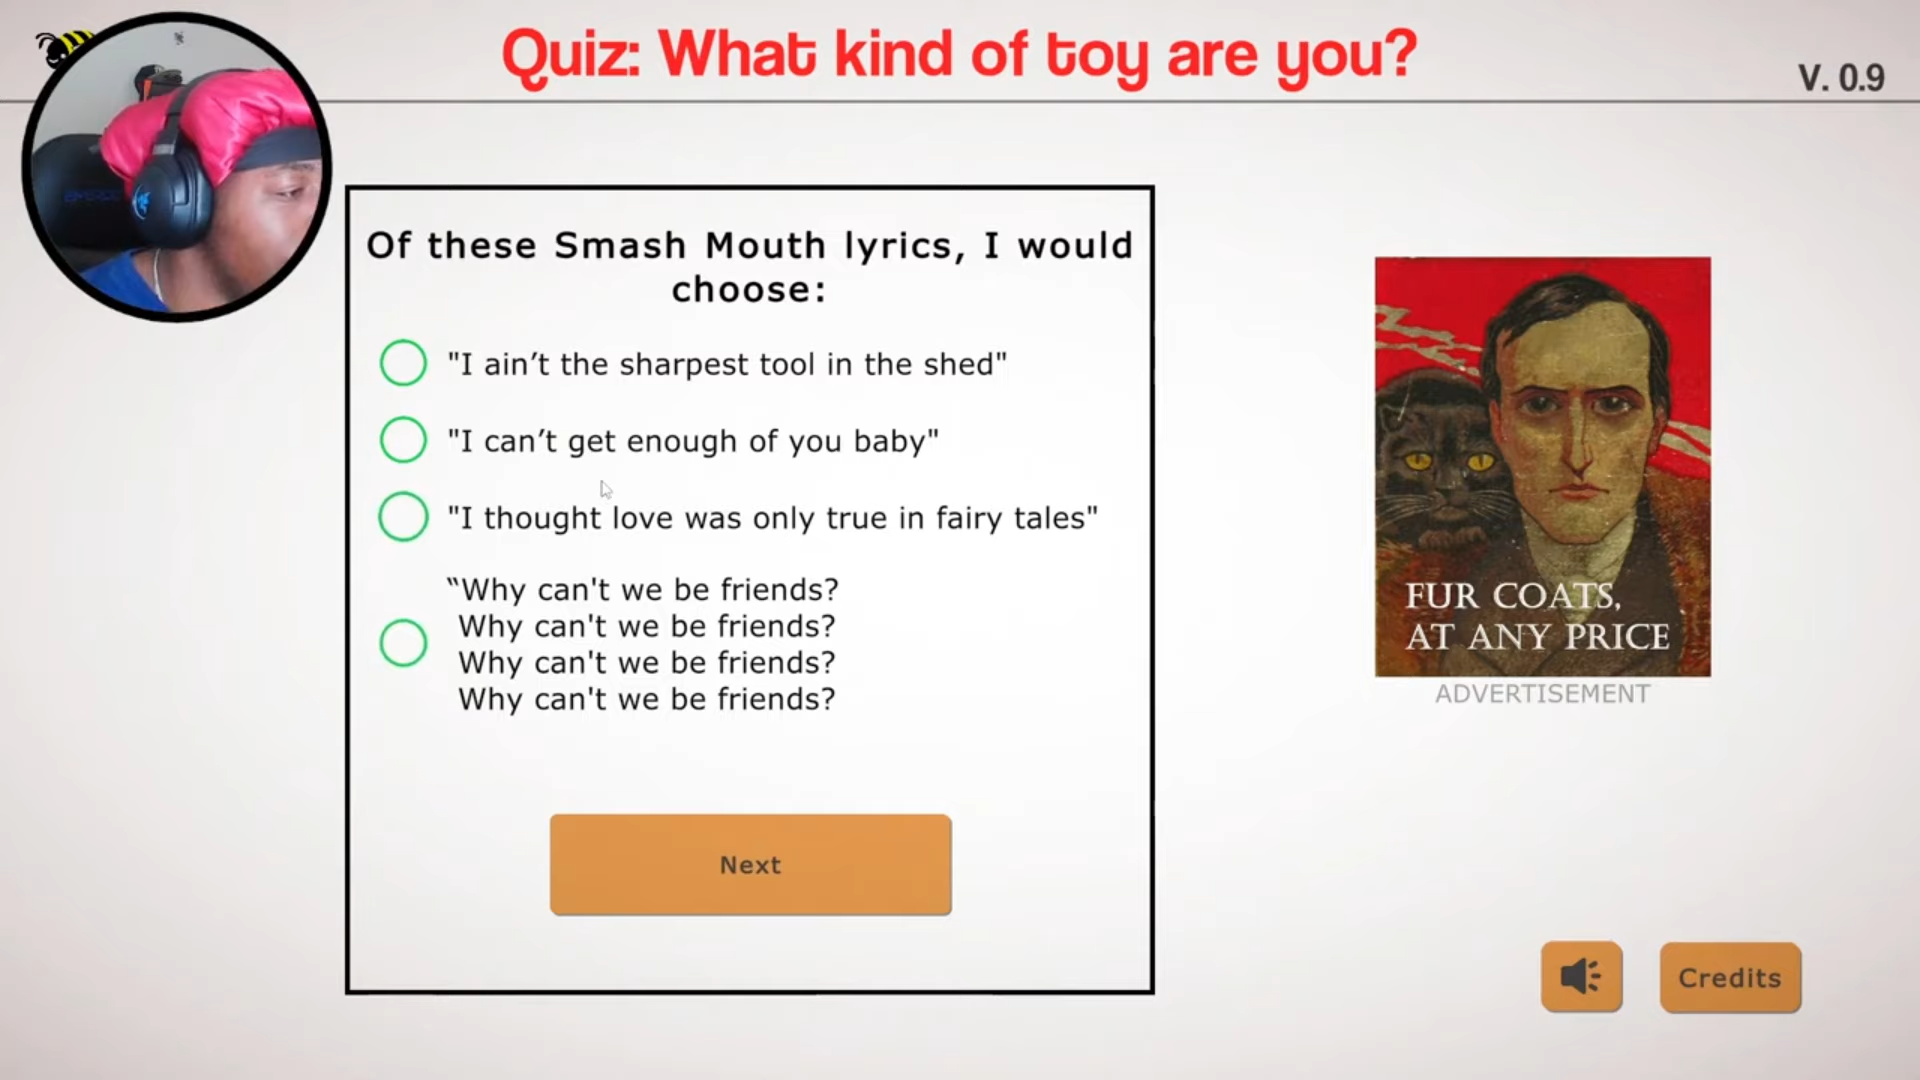 Quiz: What kind of toy are you?
V. 0.9
Of these Smash Mouth lyrics, I would
choose:
"I ain’t the sharpest tool in the shed"
"I can’t get enough of you baby"
"I thought love was only true in fairy tales"
“Why can't we be friends?
Why can't we be friends?
Why can't we be friends?
Why can't we be friends?
Next
FUR COATS,
AT ANY PRICE
ADVERTISEMENT
Credits